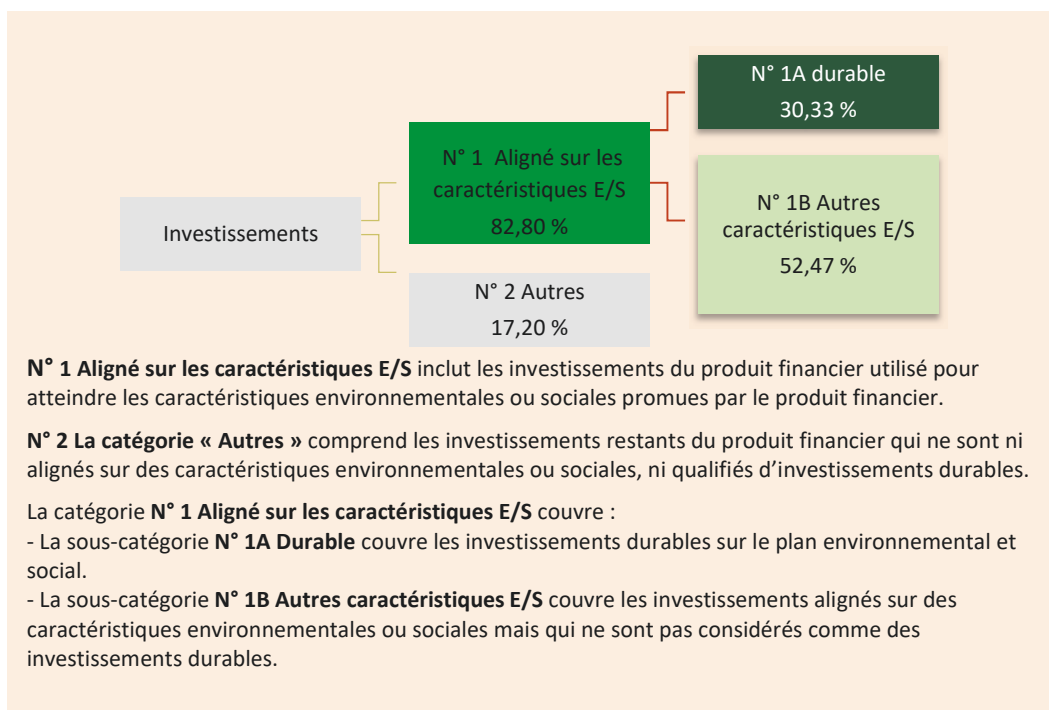 N° 1A durable
30,33 %
N° 1 Aligné sur les
caractéristiques E/S
82,80 %
N° 1B Autres
caractéristiques E/S
52,47 %
Investissements
N° 2 Autres
17,20 %
N° 1 Aligné sur les caractéristiques E/S inclut les investissements du produit financier utilisé pour
atteindre les caractéristiques environnementales ou sociales promues par le produit financier.
N° 2 La catégorie « Autres » comprend les investissements restants du produit financier qui ne sont ni
alignés sur des caractéristiques environnementales ou sociales, ni qualifiés d’investissements durables.
La catégorie N° 1 Aligné sur les caractéristiques E/S couvre :
- La sous-catégorie N° 1A Durable couvre les investissements durables sur le plan environnemental et
social.
- La sous-catégorie N° 1B Autres caractéristiques E/S couvre les investissements alignés sur des
caractéristiques environnementales ou sociales mais qui ne sont pas considérés comme des
investissements durables.